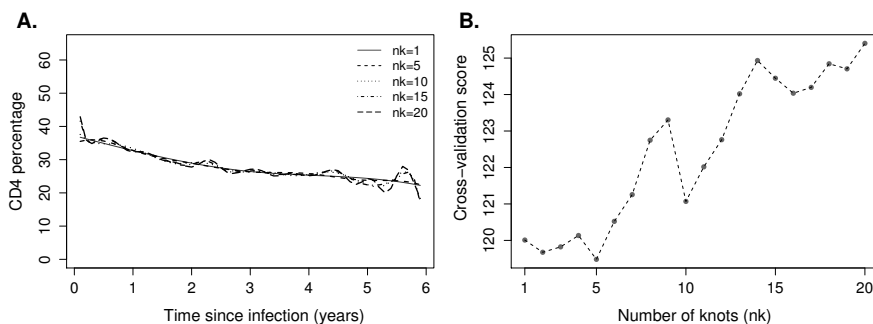 A.
CD4 percentage
60
50
40
30
20
10
0
nk=1
nk=5
nk=10
nk=15
nk=20
0 1 2 3 4 5 6
Time since infection (years)
B.
Cross−validation score
125
124
123
122
121
120
1 5 10 15 20
Number of knots (nk)